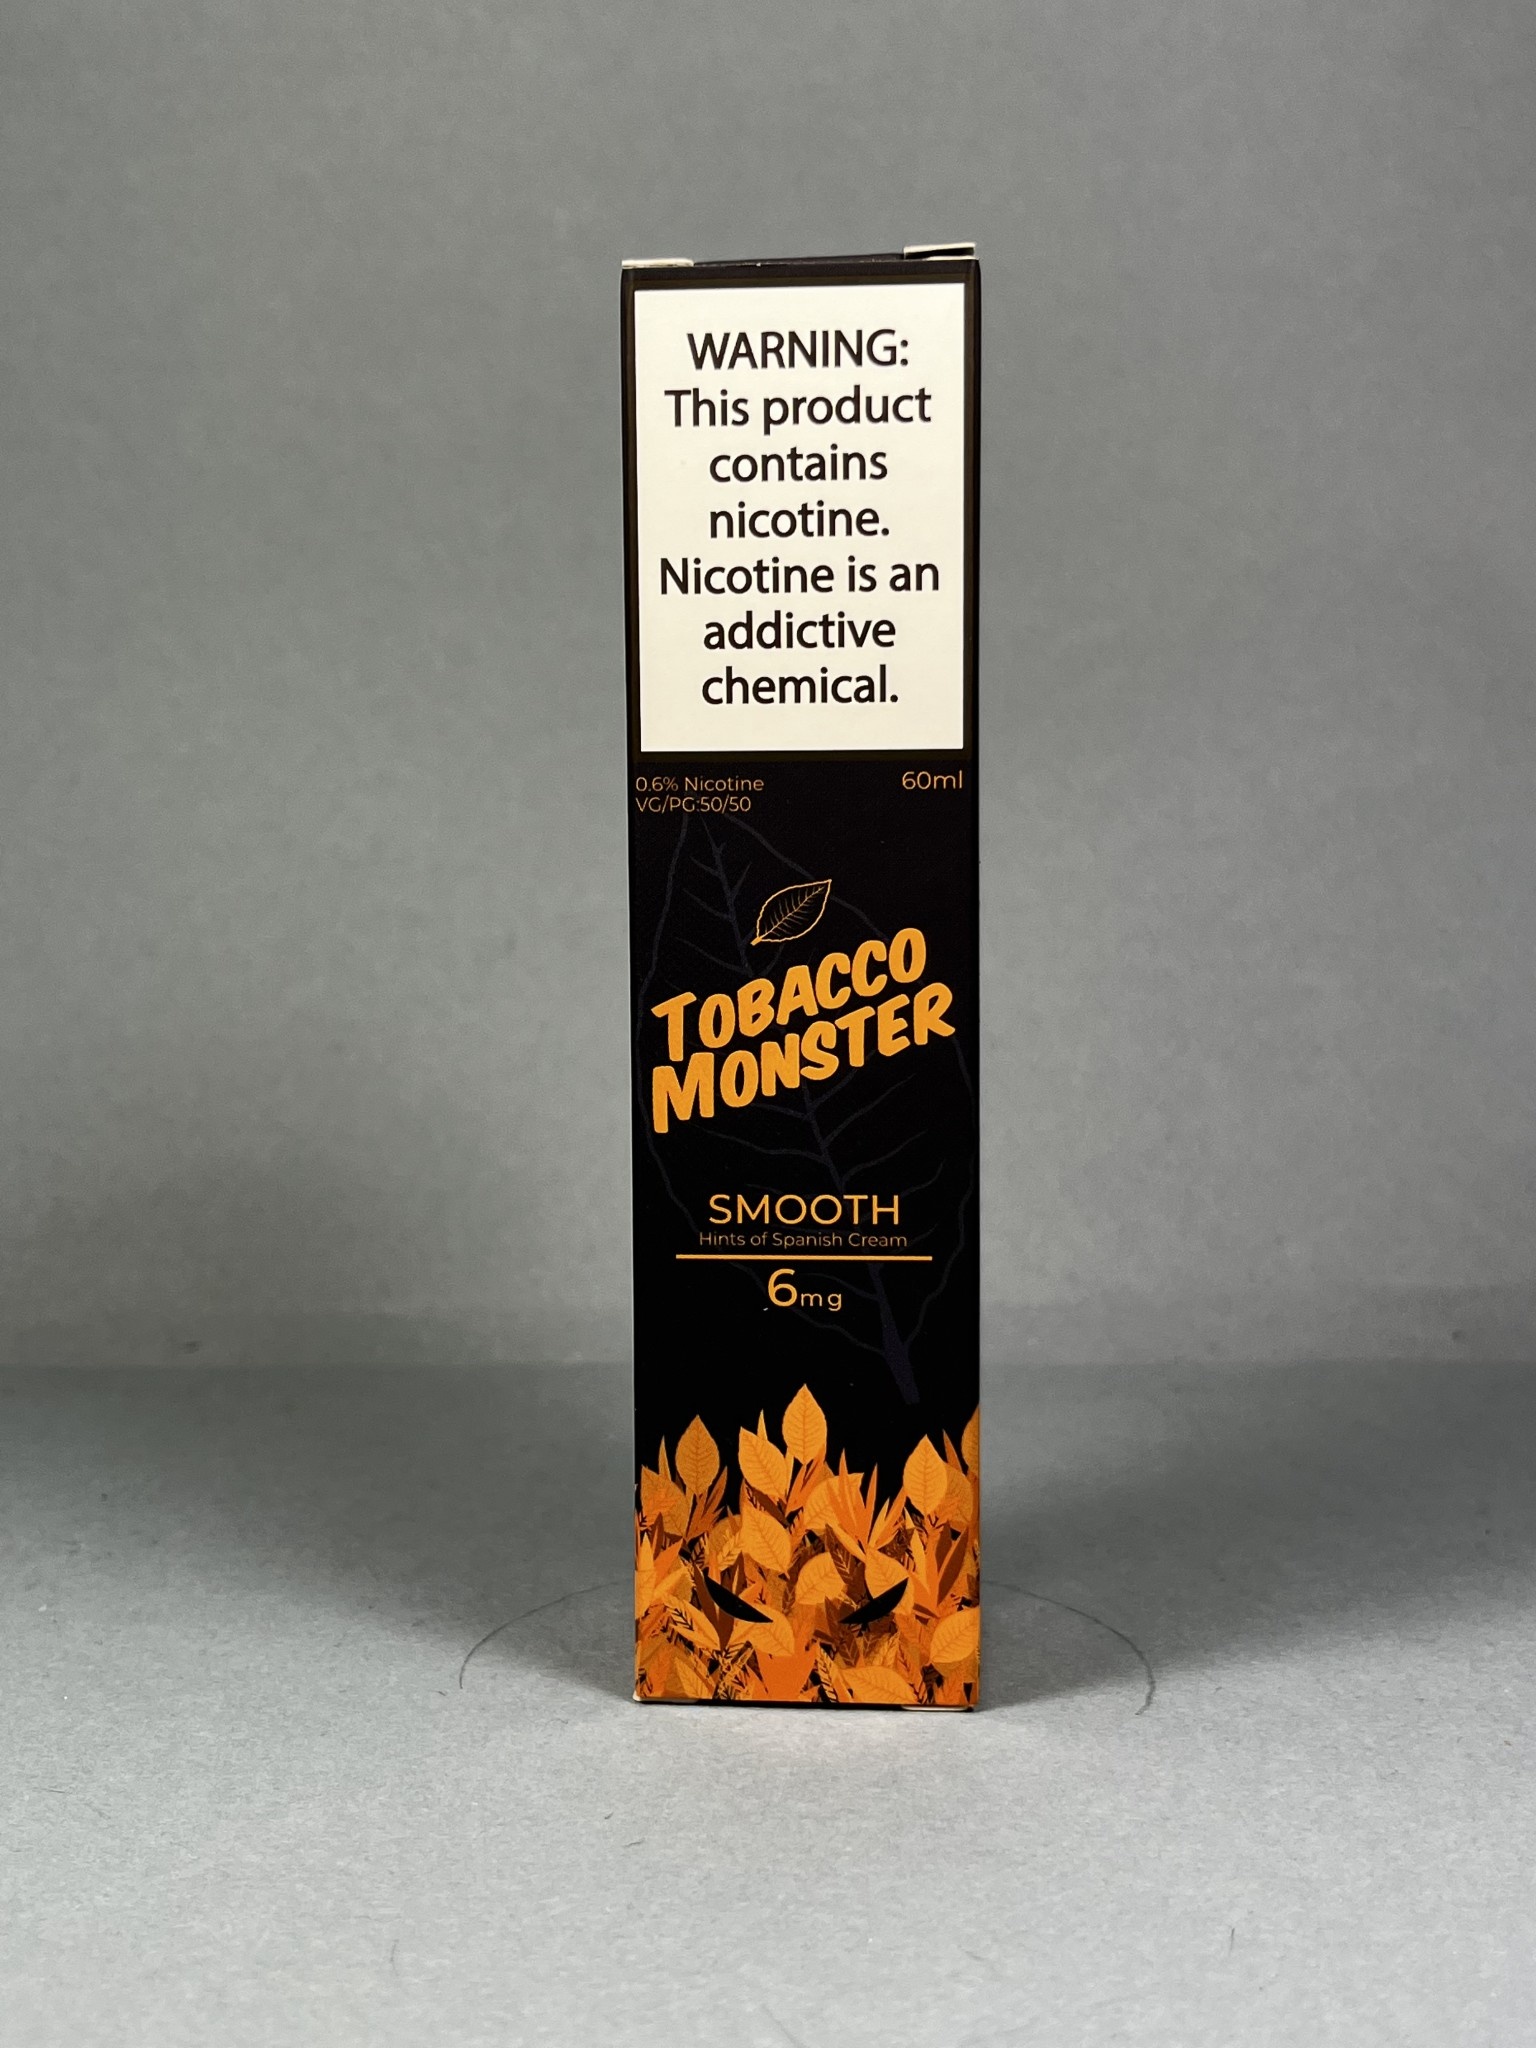 WARNING:
This product
contains
nicotine.
Nicotine is an
addictive
chemical.
0.6% Nicotine
60ml
VG/PG:50/50
TOBACCO
MONSTER
SMOOTH
Hints of Spanish Cream
6mg